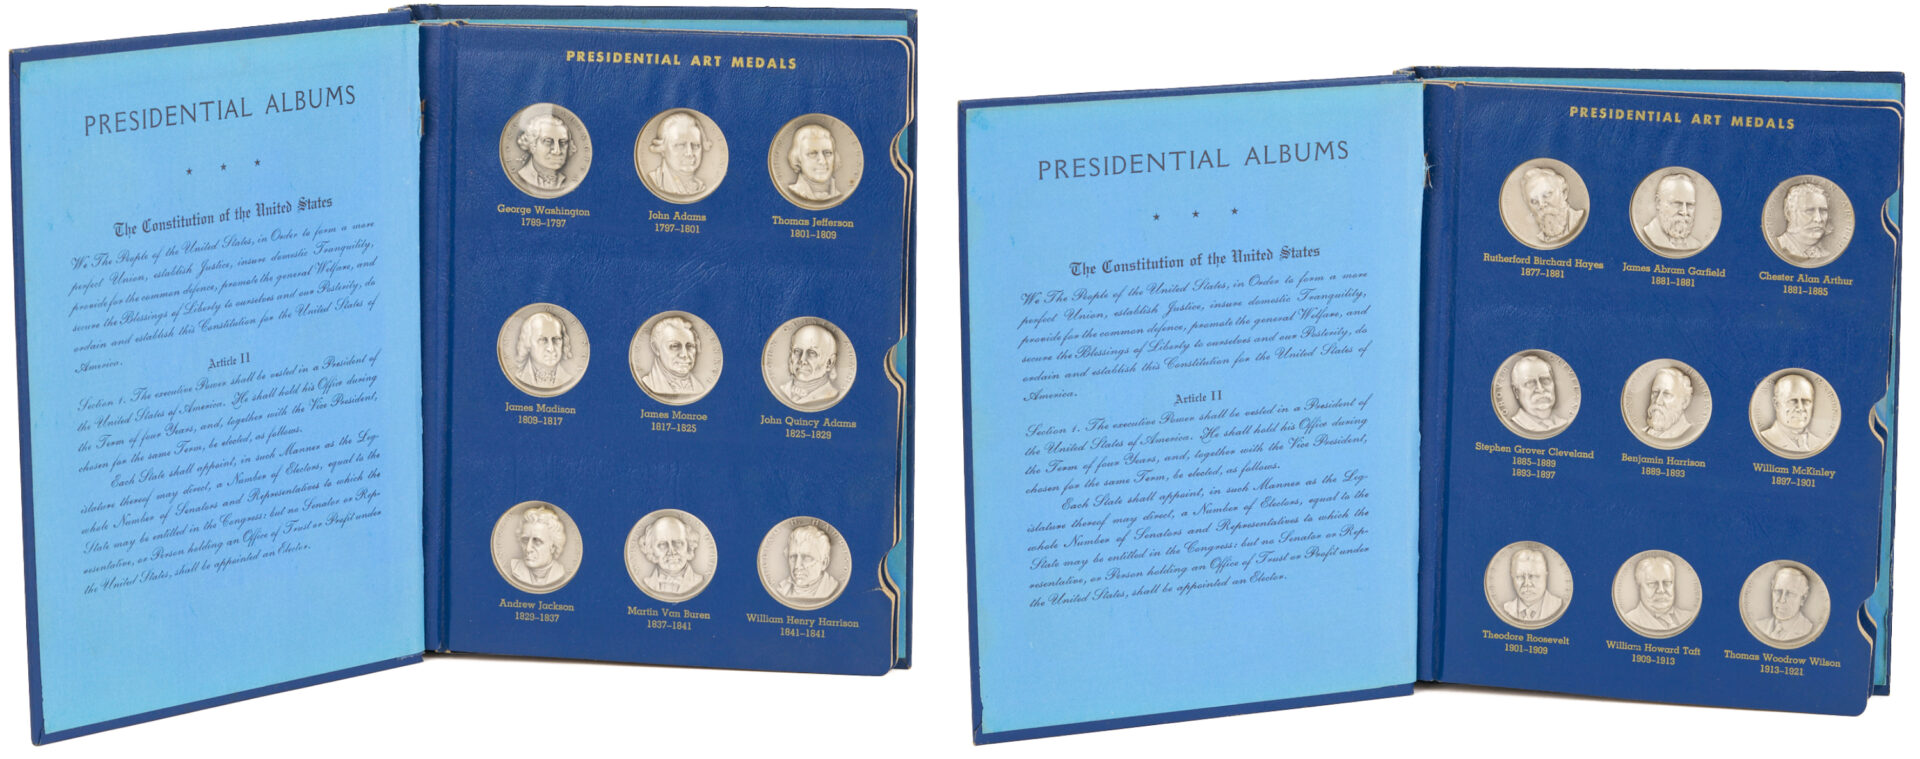 PRESIDENTIAL ALBUMS
The Constitution of the United States
We The People of the United States, in Order to form a more
perfect Union, establish Justice, insure domestic Tranquility,
provide for the common defence, promote the general Welfare, and
secure the Blessings of Liberty to ourselves and our Posterity, do
ordain and establish this Constitution for the United States of
America.
Article II
Section 1. The executive Power shall be vested in a President of
the United States of America. He shall hold his Office during
the Term of four Years, and, together with the Vice President,
chosen for the same Term, be elected, as follows.
Each State shall appoint, in such Manner as the Leg-
islature thereof may direct, a Number of Electors, equal to the
whole Number of Senators and Representatives to which the
State may be entitled in the Congress: but no Senator or Rep-
resentative, or Person holding an Office of Trust or Profit under
the United States, shall be appointed an Elector.
PRESIDENTIAL ART MEDALS
George Washington
1789-1797
John Adams
1797-1801
Thomas Jefferson
1801-1809
James Madison
1809-1817
James Monroe
1817-1825
John Quincy Adams
1825-1829
Andrew Jackson
1829-1837
Martin Van Buren
1837-1841
William Henry Harrison
1841-1841
PRESIDENTIAL ALBUMS
The Constitution of the United States
We The People of the United States, in Order to form a more
perfect Union, establish Justice, insure domestic Tranquility,
provide for the common defence, promote the general Welfare, and
secure the Blessings of Liberty to ourselves and our Posterity, do
ordain and establish this Constitution for the United States of
America.
Article II
Section 1. The executive Power shall be vested in a President of
the United States of America. He shall hold his Office during
the Term of four Years, and, together with the Vice President,
chosen for the same Term, be elected, as follows.
Each State shall appoint, in such Manner as the Leg-
islature thereof may direct, a Number of Electors, equal to the
whole Number of Senators and Representatives to which the
State may be entitled in the Congress: but no Senator or Rep-
resentative, or Person holding an Office of Trust or Profit under
the United States, shall be appointed an Elector.
PRESIDENTIAL ART MEDALS
Rutherford Birchard Hayes
1877-1881
James Abram Garfield
1881-1881
Chester Alan Arthur
1881-1885
Stephen Grover Cleveland
1885-1889
1893-1897
Benjamin Harrison
1889-1893
William McKinley
1897-1901
Theodore Roosevelt
1901-1909
William Howard Taft
1909-1913
Thomas Woodrow Wilson
1913-1921